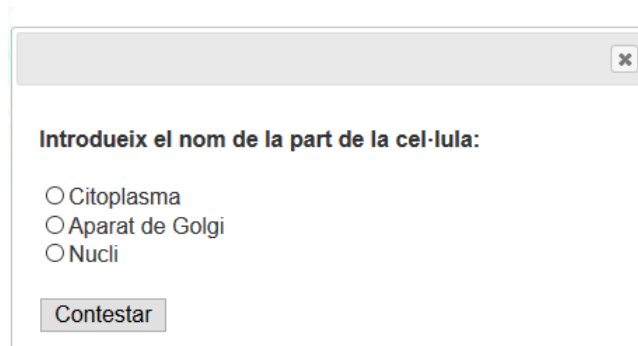 Introdueix el nom de la part de la cel·lula:
Citoplasma
Aparat de Golgi
Nucli
Contestar